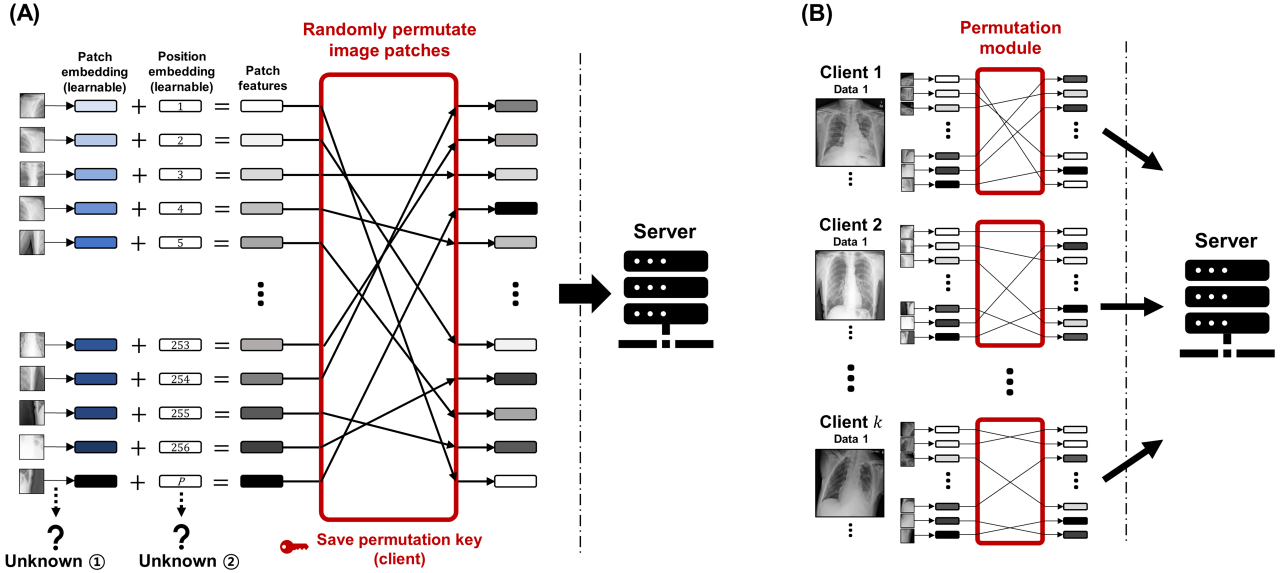 (A)
Randomly permutate
image patches
Patch
embedding
(learnable)
Position
embedding
(learnable)
Patch
features
+ 1 =
+ 2 =
+ 3 =
+ 4 =
+ 5 =
+ 253 =
+ 254 =
+ 255 =
+ 256 =
+ P =
? ?
Unknown ① Unknown ②
Save permutation key
(client)
Server
(B)
Permutation
module
Client 1
Data 1
Client 2
Data 1
Client k
Data 1
Server